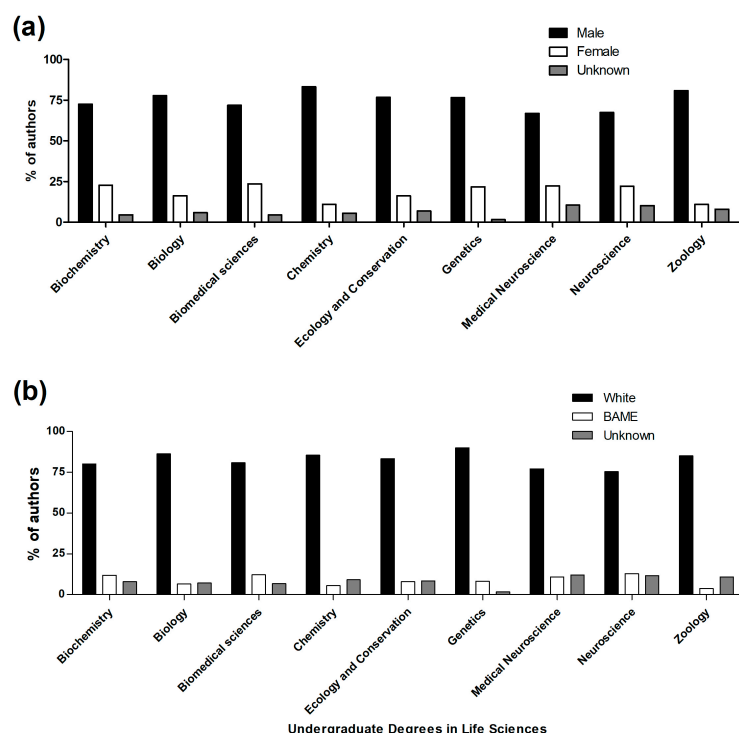 (a)
Male
Female
Unknown
100
75
50
25
0
% of authors
Biochemistry
Biology
Biomedical sciences
Chemistry
Ecology and Conservation
Genetics
Medical Neuroscience
Neuroscience
Zoology
(b)
White
BAME
Unknown
100
75
50
25
0
% of authors
Biochemistry
Biology
Biomedical sciences
Chemistry
Ecology and Conservation
Genetics
Medical Neuroscience
Neuroscience
Zoology
Undergraduate Degrees in Life Sciences